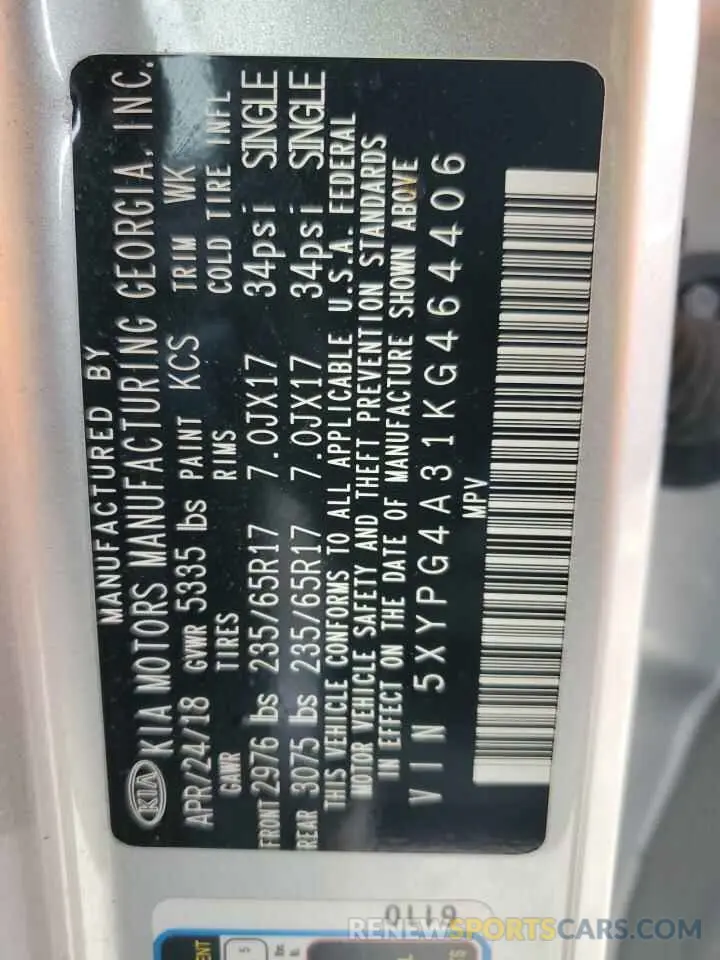 MANUFACTURED BY
KIA KIA MOTORS MANUFACTURING GEORGIA, INC.
APR/24/18 GVWR 5335 lbs PAINT KCS TRIM WK
GAWR TIRES RIMS COLD TIRE INFL
FRONT 2976 lbs 235/65R17 7.0JX17 34psi SINGLE
REAR 3075 lbs 235/65R17 7.0JX17 34psi SINGLE
THIS VEHICLE CONFORMS TO ALL APPLICABLE U.S.A. FEDERAL
MOTOR VEHICLE SAFETY AND THEFT PREVENTION STANDARDS
IN EFFECT ON THE DATE OF MANUFACTURE SHOWN ABOVE
VIN 5XYPG4A31KG464406
MPV
6110
RENEWSPORTSCARS.COM